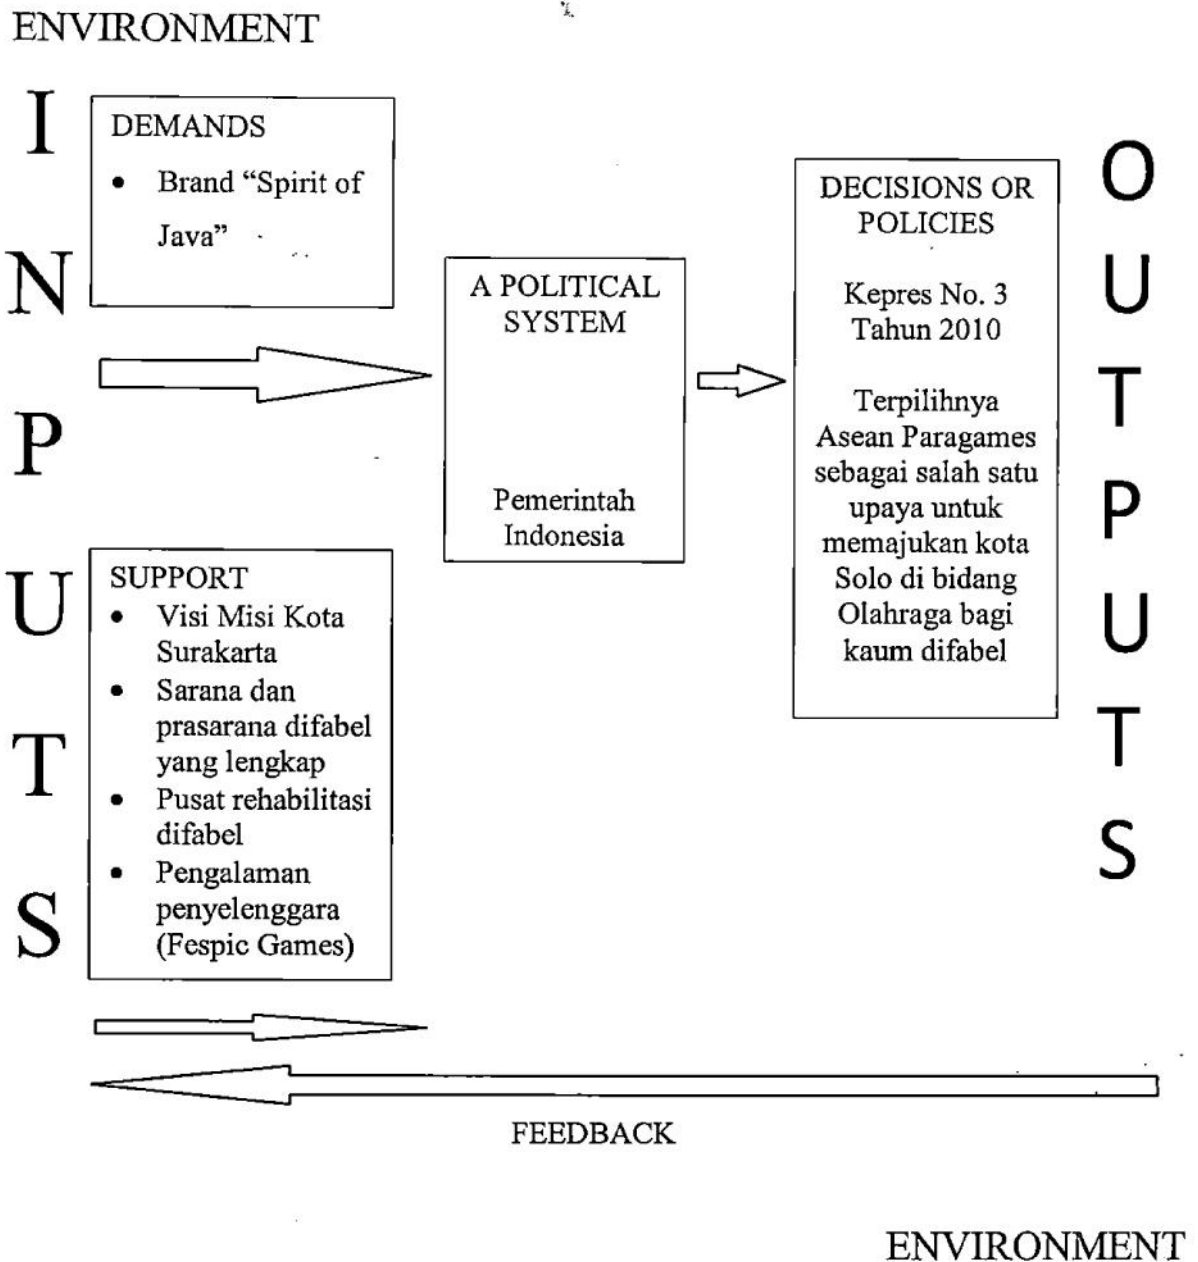 ENVIRONMENT
INPUTS
DEMANDS
• Brand “Spirit of
Java”
SUPPORT
• Visi Misi Kota
Surakarta
• Sarana dan
prasarana difabel
yang lengkap
• Pusat rehabilitasi
difabel
• Pengalaman
penyelenggara
(Fespic Games)
A POLITICAL
SYSTEM
Pemerintah
Indonesia
DECISIONS OR
POLICIES
Kepres No. 3
Tahun 2010
Terpilihnya
Asean Paragames
sebagai salah satu
upaya untuk
memajukan kota
Solo di bidang
Olahraga bagi
kaum difabel
OUTPUTS
FEEDBACK
ENVIRONMENT